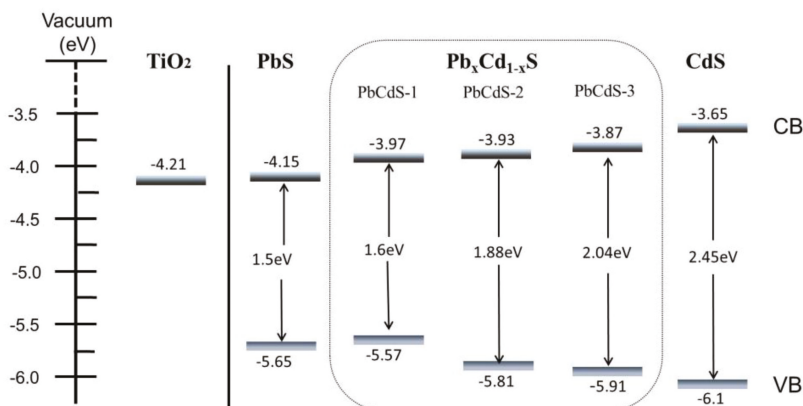 Vacuum
(eV)
TiO2
PbS
PbxCd1-xS
CdS
PbCdS-1
PbCdS-2
PbCdS-3
-3.5
-4.0
-4.5
-5.0
-5.5
-6.0
-4.21
-4.15
-3.97
-3.93
-3.87
-3.65
CB
1.5eV
1.6eV
1.88eV
2.04eV
2.45eV
-5.65
-5.57
-5.81
-5.91
-6.1
VB